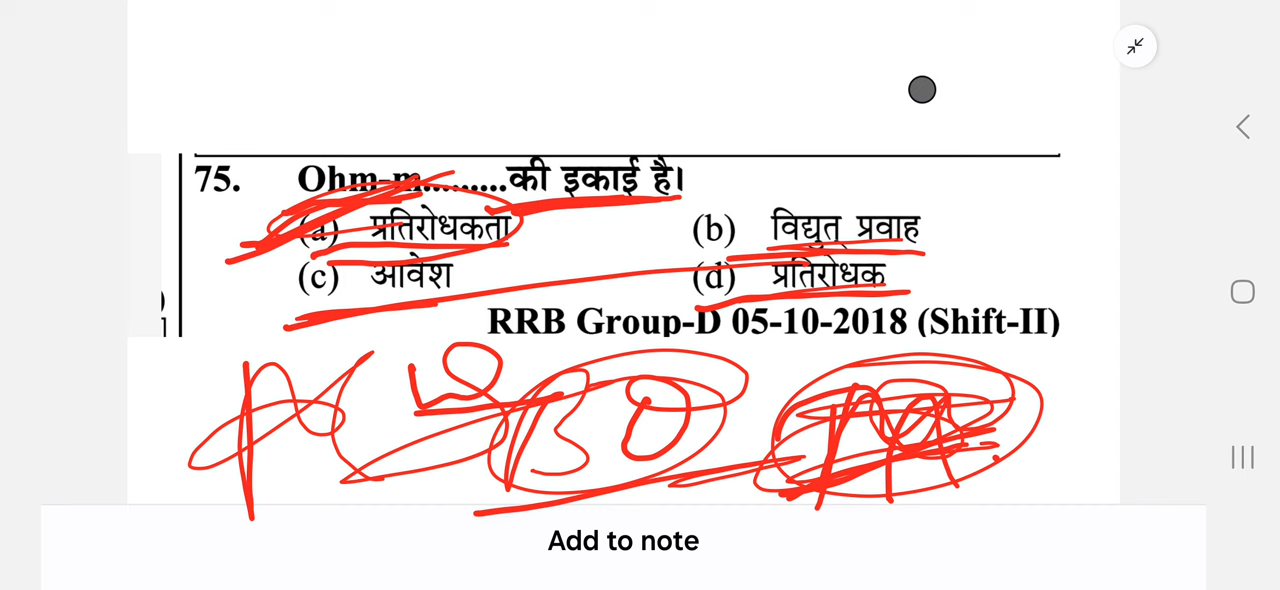 75. Ohm-m.........की इकाई है।
(a) प्रतिरोधकता (b) विद्युत् प्रवाह
(c) आवेश (d) प्रतिरोधक
RRB Group-D 05-10-2018 (Shift-II)
Add to note